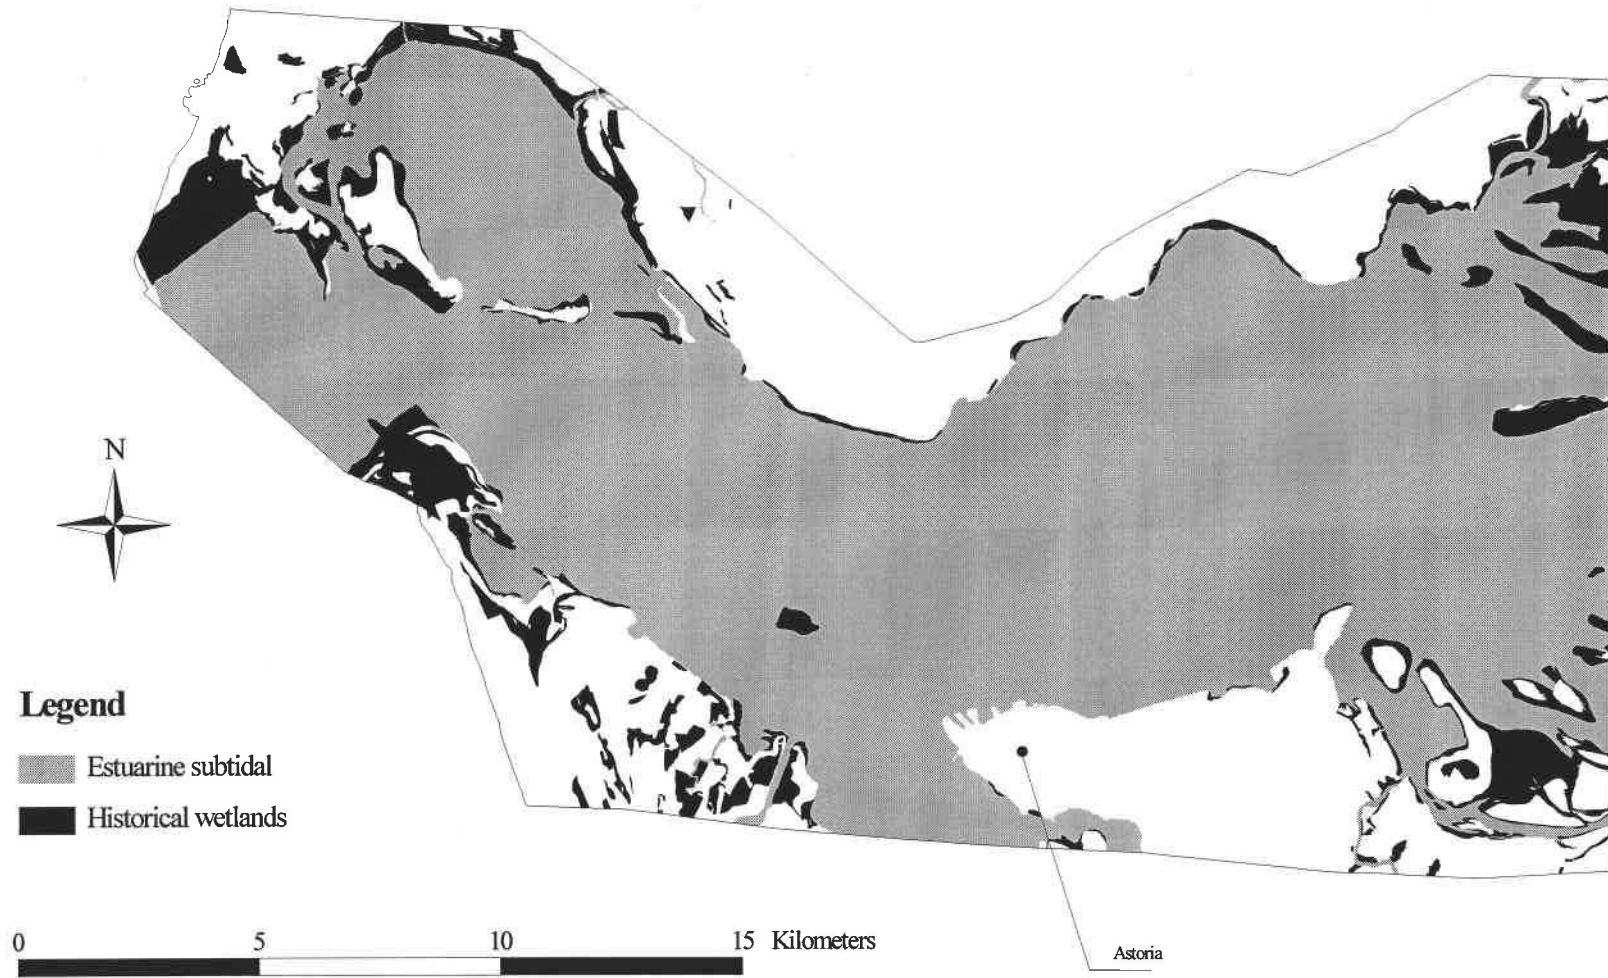 N
Legend
Estuarine subtidal
Historical wetlands
0 5 10 15 Kilometers
Astoria